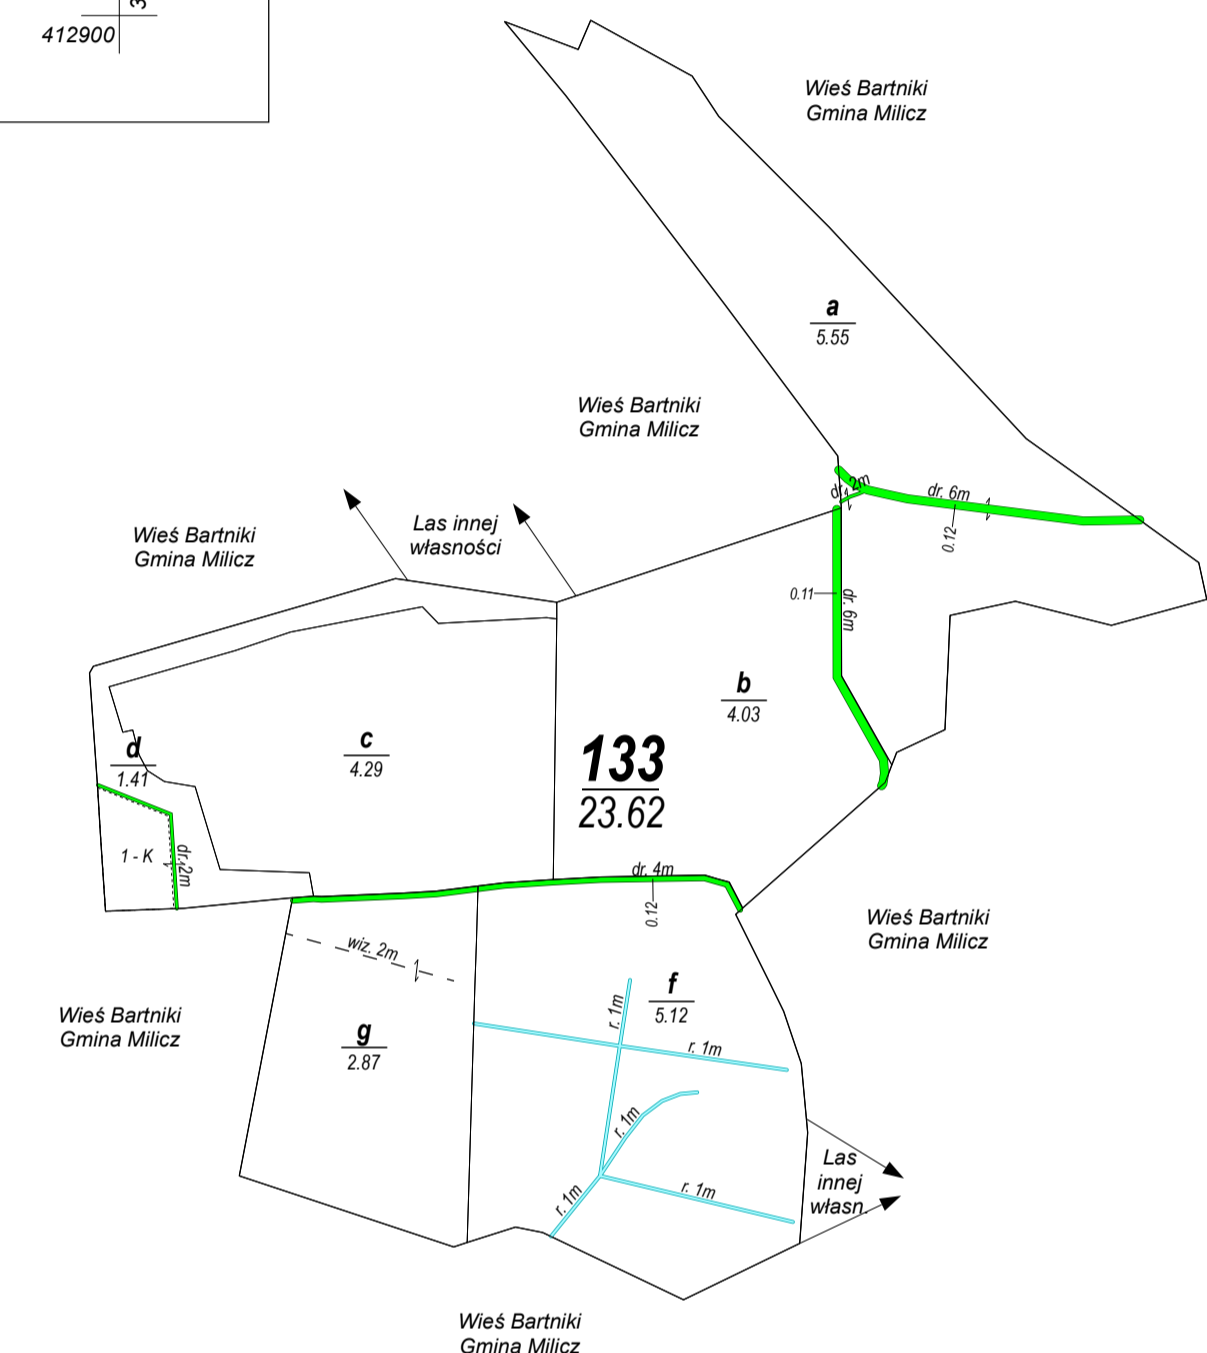 412900
3
Wieś Bartniki
Gmina Milicz
a
5.55
Wieś Bartniki
Gmina Milicz
dr. 2m
dr. 6m
0.12
Las innej
własności
Wieś Bartniki
Gmina Milicz
0.11
dr. 6m
b
4.03
d
1.41
c
4.29
133
23.62
1 - K
dr. 2m
dr. 4m
0.12
Wieś Bartniki
Gmina Milicz
wiz. 2m
f
5.12
Wieś Bartniki
Gmina Milicz
g
2.87
r. 1m
r. 1m
r. 1m
Las
innej
własn.
r. 1m
r. 1m
Wieś Bartniki
Gmina Milicz